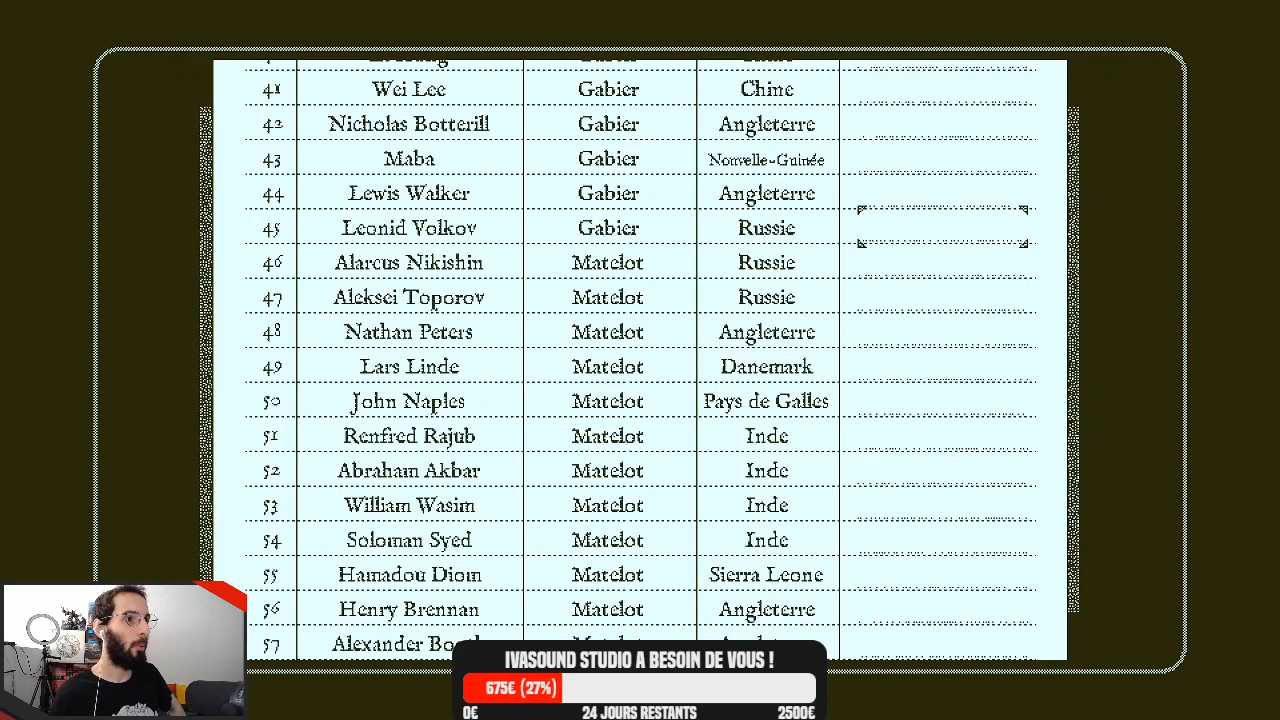 41 Wei Lee Gabier Chine
42 Nicholas Botterill Gabier Angleterre
43 Maba Gabier Nouvelle-Guinée
44 Lewis Walker Gabier Angleterre
45 Leonid Volkov Gabier Russie
46 Alarcus Nikishin Matelot Russie
47 Aleksei Toporov Matelot Russie
48 Nathan Peters Matelot Angleterre
49 Lars Linde Matelot Danemark
50 John Naples Matelot Pays de Galles
51 Renfred Rajub Matelot Inde
52 Abraham Akbar Matelot Inde
53 William Wasim Matelot Inde
54 Soloman Syed Matelot Inde
55 Hamadou Diom Matelot Sierra Leone
56 Henry Brennan Matelot Angleterre
57 Alexander
IVASOUND STUDIO A BESOIN DE VOUS !
675€ (27%)
0€ 24 JOURS RESTANTS 2500€